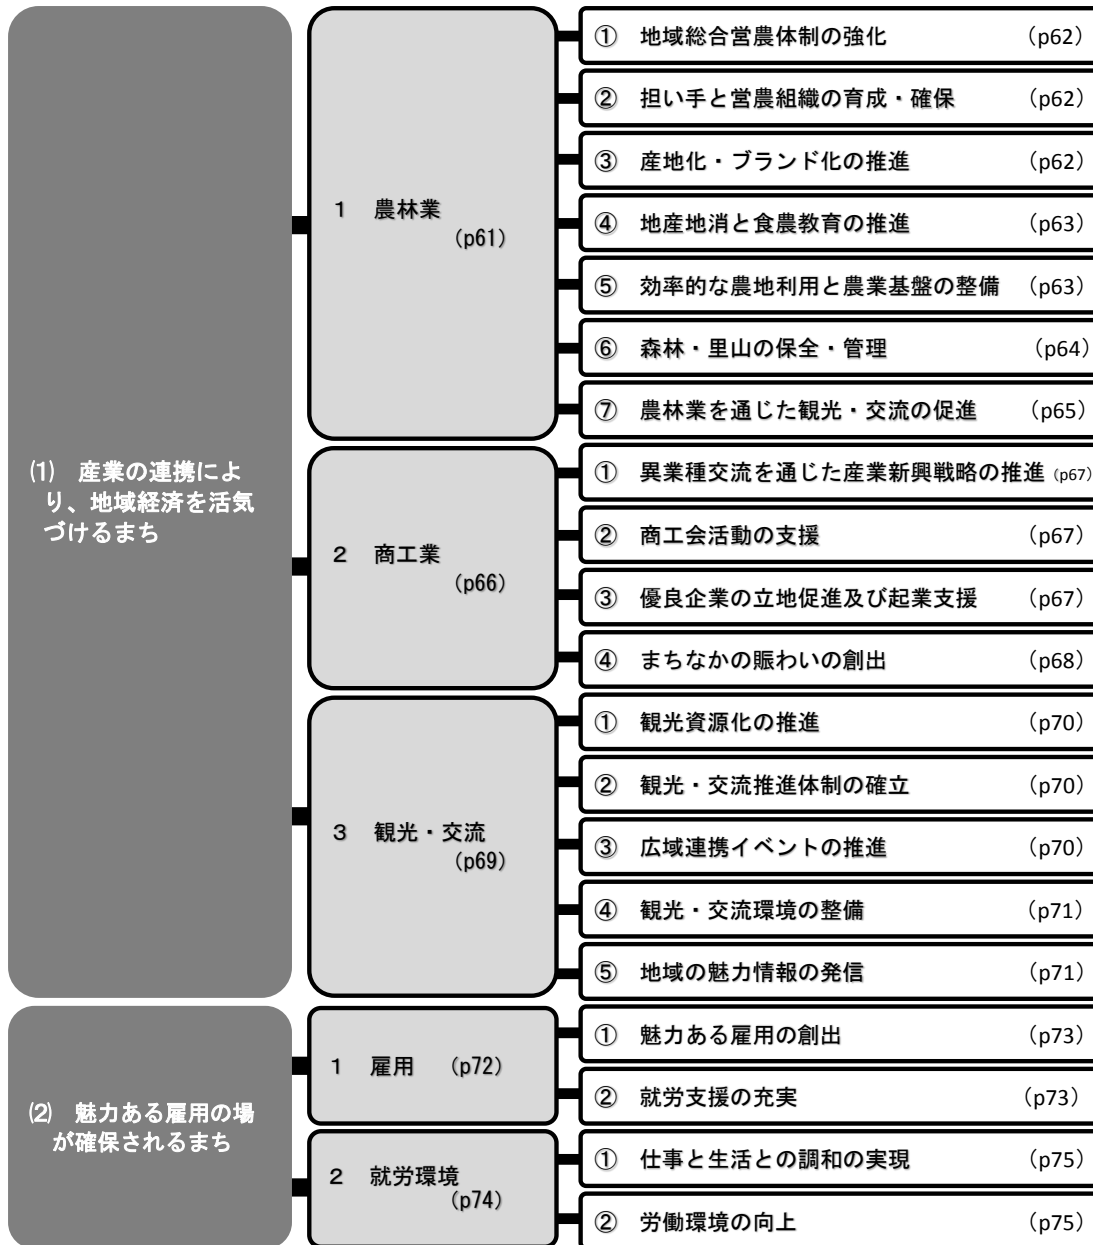 ⑴ 産業の連携によ
り、地域経済を活気
づけるまち
1 農林業
(p61)
① 地域総合営農体制の強化 (p62)
② 担い手と営農組織の育成・確保 (p62)
③ 産地化・ブランド化の推進 (p62)
④ 地産地消と食農教育の推進 (p63)
⑤ 効率的な農地利用と農業基盤の整備 (p63)
⑥ 森林・里山の保全・管理 (p64)
⑦ 農林業を通じた観光・交流の促進 (p65)
2 商工業
(p66)
① 異業種交流を通じた産業新興戦略の推進 (p67)
② 商工会活動の支援 (p67)
③ 優良企業の立地促進及び起業支援 (p67)
④ まちなかの賑わいの創出 (p68)
3 観光・交流
(p69)
① 観光資源化の推進 (p70)
② 観光・交流推進体制の確立 (p70)
③ 広域連携イベントの推進 (p70)
④ 観光・交流環境の整備 (p71)
⑤ 地域の魅力情報の発信 (p71)
⑵ 魅力ある雇用の場
が確保されるまち
1 雇用 (p72)
① 魅力ある雇用の創出 (p73)
② 就労支援の充実 (p73)
2 就労環境
(p74)
① 仕事と生活との調和の実現 (p75)
② 労働環境の向上 (p75)